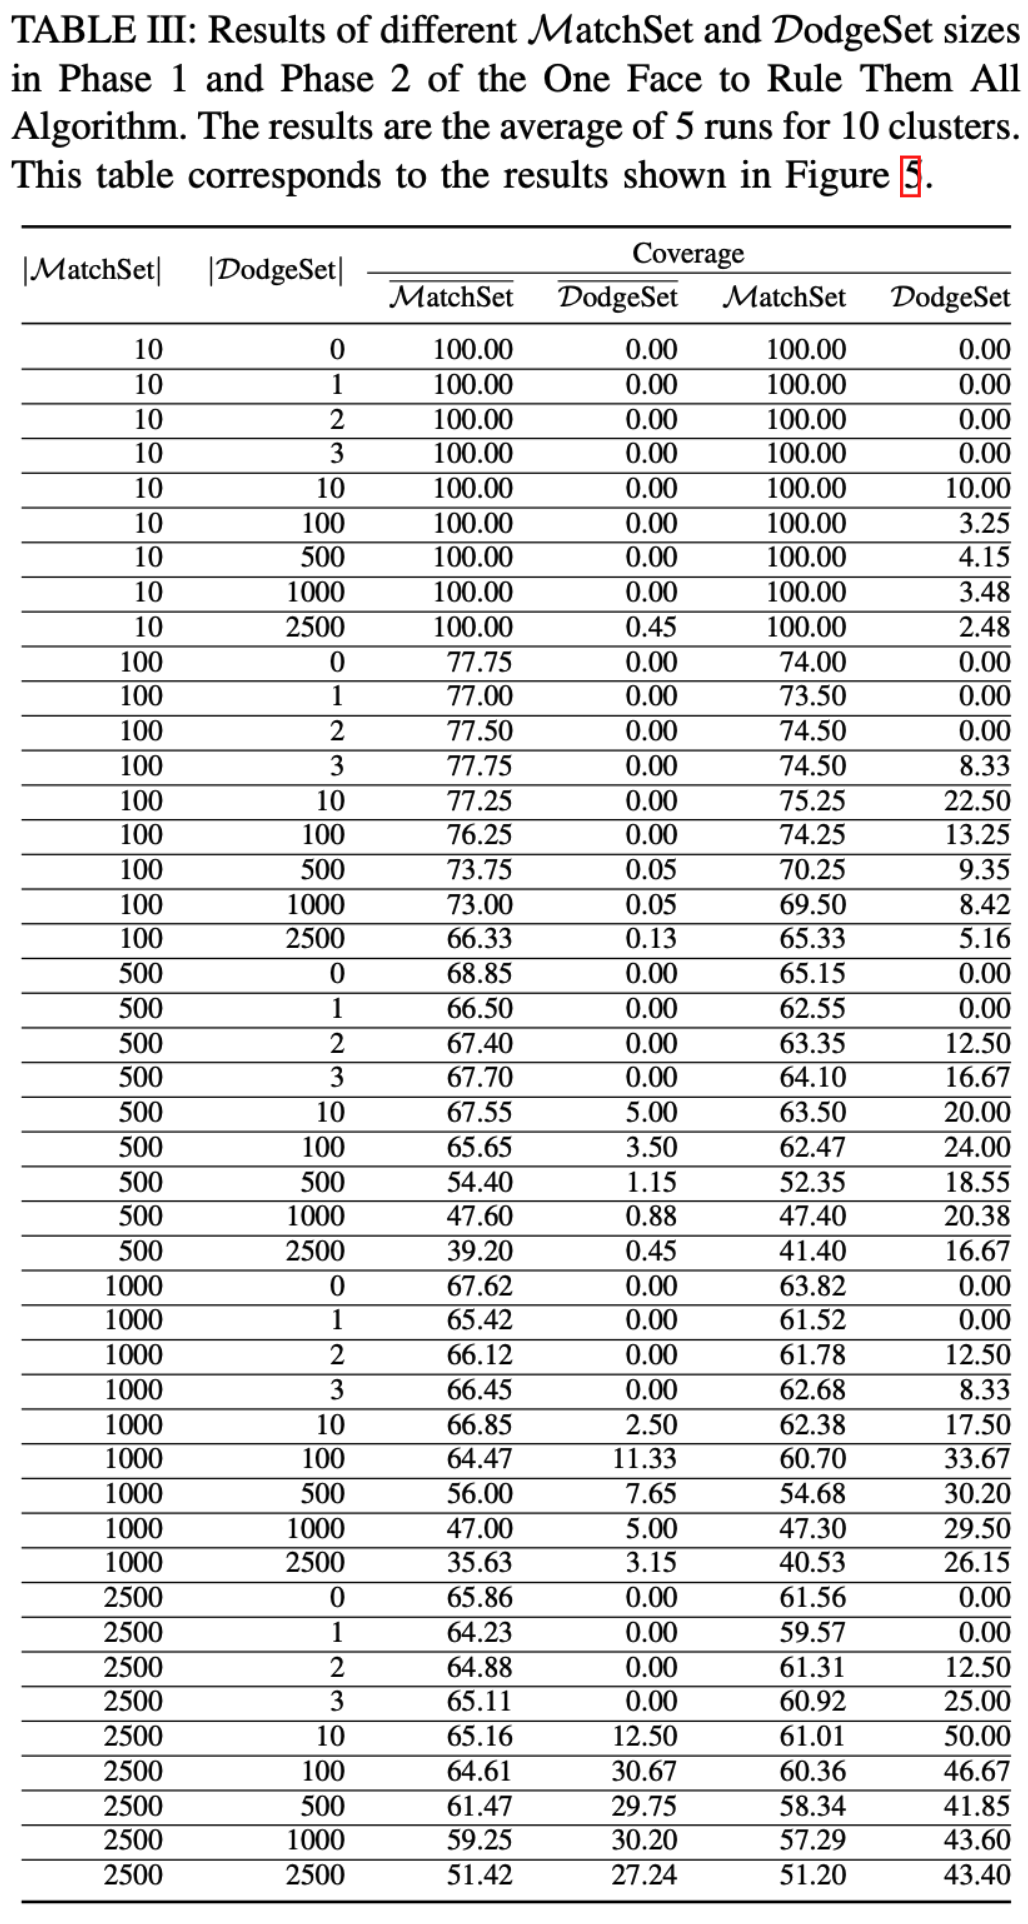 TABLE III: Results of different MatchSet and DodgeSet sizes
in Phase 1 and Phase 2 of the One Face to Rule Them All
Algorithm. The results are the average of 5 runs for 10 clusters.
This table corresponds to the results shown in Figure 5.
|MatchSet| |DodgeSet| Coverage
M̅a̅t̅c̅h̅S̅e̅t̅ D̅o̅d̅g̅e̅S̅e̅t̅ MatchSet DodgeSet
10 0 100.00 0.00 100.00 0.00
10 1 100.00 0.00 100.00 0.00
10 2 100.00 0.00 100.00 0.00
10 3 100.00 0.00 100.00 0.00
10 10 100.00 0.00 100.00 10.00
10 100 100.00 0.00 100.00 3.25
10 500 100.00 0.00 100.00 4.15
10 1000 100.00 0.00 100.00 3.48
10 2500 100.00 0.45 100.00 2.48
100 0 77.75 0.00 74.00 0.00
100 1 77.00 0.00 73.50 0.00
100 2 77.50 0.00 74.50 0.00
100 3 77.75 0.00 74.50 8.33
100 10 77.25 0.00 75.25 22.50
100 100 76.25 0.00 74.25 13.25
100 500 73.75 0.05 70.25 9.35
100 1000 73.00 0.05 69.50 8.42
100 2500 66.33 0.13 65.33 5.16
500 0 68.85 0.00 65.15 0.00
500 1 66.50 0.00 62.55 0.00
500 2 67.40 0.00 63.35 12.50
500 3 67.70 0.00 64.10 16.67
500 10 67.55 5.00 63.50 20.00
500 100 65.65 3.50 62.47 24.00
500 500 54.40 1.15 52.35 18.55
500 1000 47.60 0.88 47.40 20.38
500 2500 39.20 0.45 41.40 16.67
1000 0 67.62 0.00 63.82 0.00
1000 1 65.42 0.00 61.52 0.00
1000 2 66.12 0.00 61.78 12.50
1000 3 66.45 0.00 62.68 8.33
1000 10 66.85 2.50 62.38 17.50
1000 100 64.47 11.33 60.70 33.67
1000 500 56.00 7.65 54.68 30.20
1000 1000 47.00 5.00 47.30 29.50
1000 2500 35.63 3.15 40.53 26.15
2500 0 65.86 0.00 61.56 0.00
2500 1 64.23 0.00 59.57 0.00
2500 2 64.88 0.00 61.31 12.50
2500 3 65.11 0.00 60.92 25.00
2500 10 65.16 12.50 61.01 50.00
2500 100 64.61 30.67 60.36 46.67
2500 500 61.47 29.75 58.34 41.85
2500 1000 59.25 30.20 57.29 43.60
2500 2500 51.42 27.24 51.20 43.40